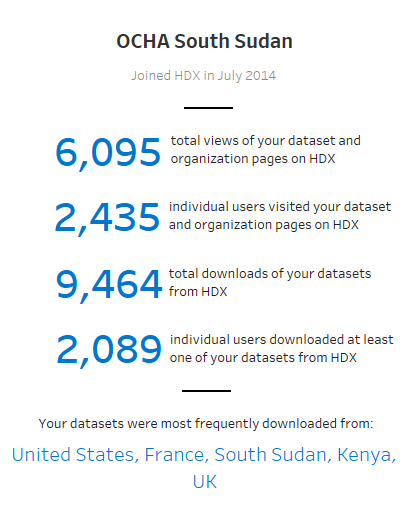 OCHA South Sudan
Joined HDX in July 2014
6,095 total views of your dataset and
organization pages on HDX
2,435 individual users visited your dataset
and organization pages on HDX
9,464 total downloads of your datasets
from HDX
2,089 individual users downloaded at least
one of your datasets from HDX
Your datasets were most frequently downloaded from:
United States, France, South Sudan, Kenya,
UK